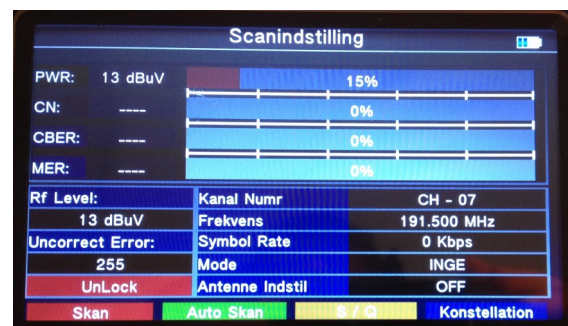 Scanindstilling
PWR: 13 dBuV 15%
CN: ---- 0%
CBER: ---- 0%
MER: ---- 0%
Rf Level: Kanal Numr CH - 07
13 dBuV Frekvens 191.500 MHz
Uncorrect Error: Symbol Rate 0 Kbps
255 Mode INGE
UnLock Antenne Indstil OFF
Skan Auto Skan S / Q Konstellation